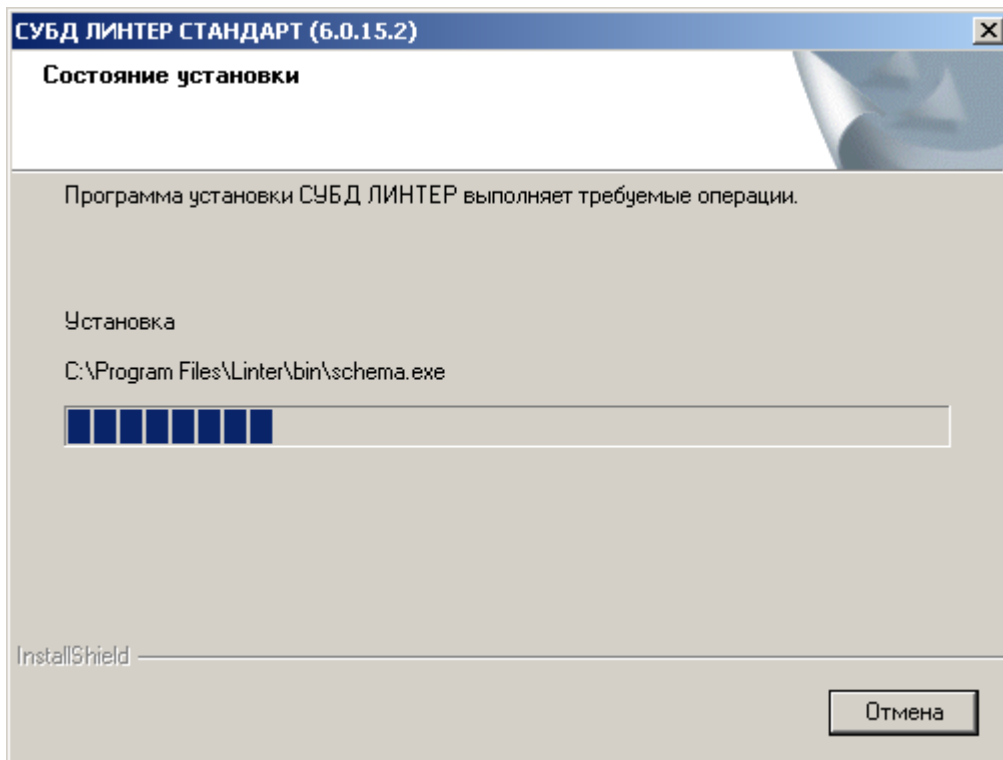 СУБД ЛИНТЕР СТАНДАРТ (6.0.15.2)
Состояние установки
Программа установки СУБД ЛИНТЕР выполняет требуемые операции.
Установка
C:\Program Files\Linter\bin\schema.exe
InstallShield
Отмена